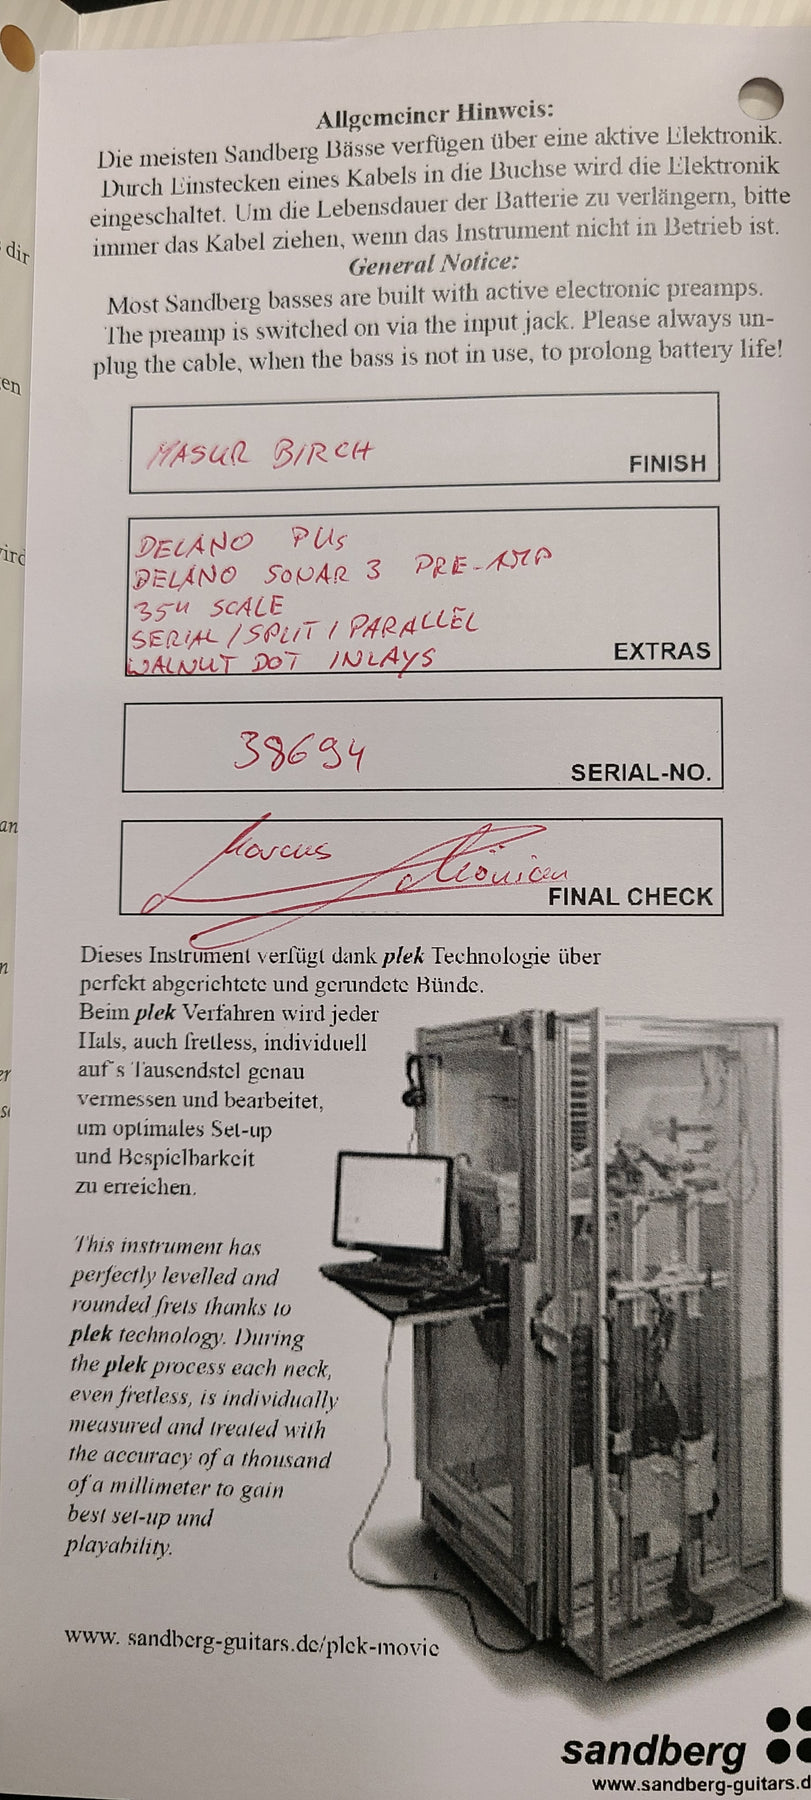 Allgemeiner Hinweis:
Die meisten Sandberg Bässe verfügen über eine aktive Elektronik.
Durch Einstecken eines Kabels in die Buchse wird die Elektronik
eingeschaltet. Um die Lebensdauer der Batterie zu verlängern, bitte
immer das Kabel ziehen, wenn das Instrument nicht in Betrieb ist.
General Notice:
Most Sandberg basses are built with active electronic preamps.
The preamp is switched on via the input jack. Please always un-
plug the cable, when the bass is not in use, to prolong battery life!
MASUR BIRCH
FINISH
DELANO PUs
DELANO SONAR 3 PRE-AMP
35" SCALE
SERIAL / SPLIT / PARALLEL
WALNUT DOT INLAYS
EXTRAS
38694
SERIAL-NO.
Marcus
FINAL CHECK
Dieses Instrument verfügt dank plek Technologie über
perfekt abgerichtete und gerundete Bünde.
Beim plek Verfahren wird jeder
Hals, auch fretless, individuell
auf´s Tausendstel genau
vermessen und bearbeitet,
um optimales Set-up
und Bespielbarkeit
zu erreichen.
This instrument has
perfectly levelled and
rounded frets thanks to
plek technology. During
the plek process each neck,
even fretless, is individually
measured and treated with
the accuracy of a thousand
of a millimeter to gain
best set-up und
playability.
www. sandberg-guitars.de/plek-movie
sandberg
www.sandberg-guitars.d
dir
en
wird
an
n
er